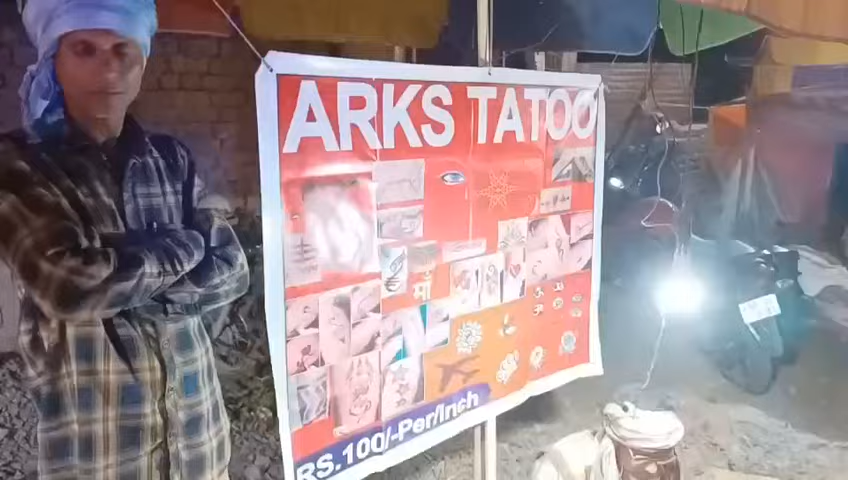 ARKS TATOO
माँ
ॐ
RS.100/-Per/Inch